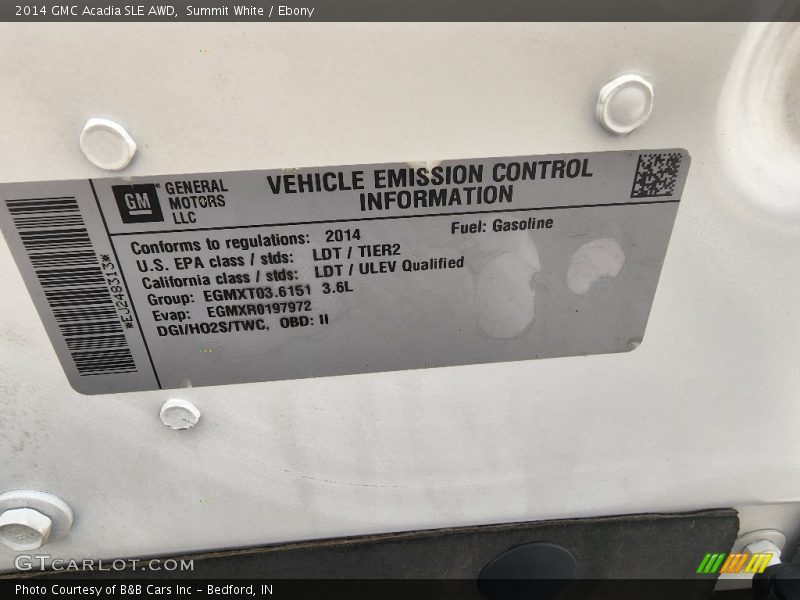 2014 GMC Acadia SLE AWD,  Summit White / Ebony
GM
GENERAL
MOTORS
LLC
VEHICLE EMISSION CONTROL
INFORMATION
Conforms to regulations: 2014
Fuel: Gasoline
U.S. EPA class / stds: LDT / TIER2
California class / stds: LDT / ULEV Qualified
Group: EGMXT03.6151 3.6L
Evap: EGMXR0197972
DGI/HO2S/TWC, OBD: II
*EJ248313*
GTCARLOT.COM
Photo Courtesy of B&B Cars Inc - Bedford, IN